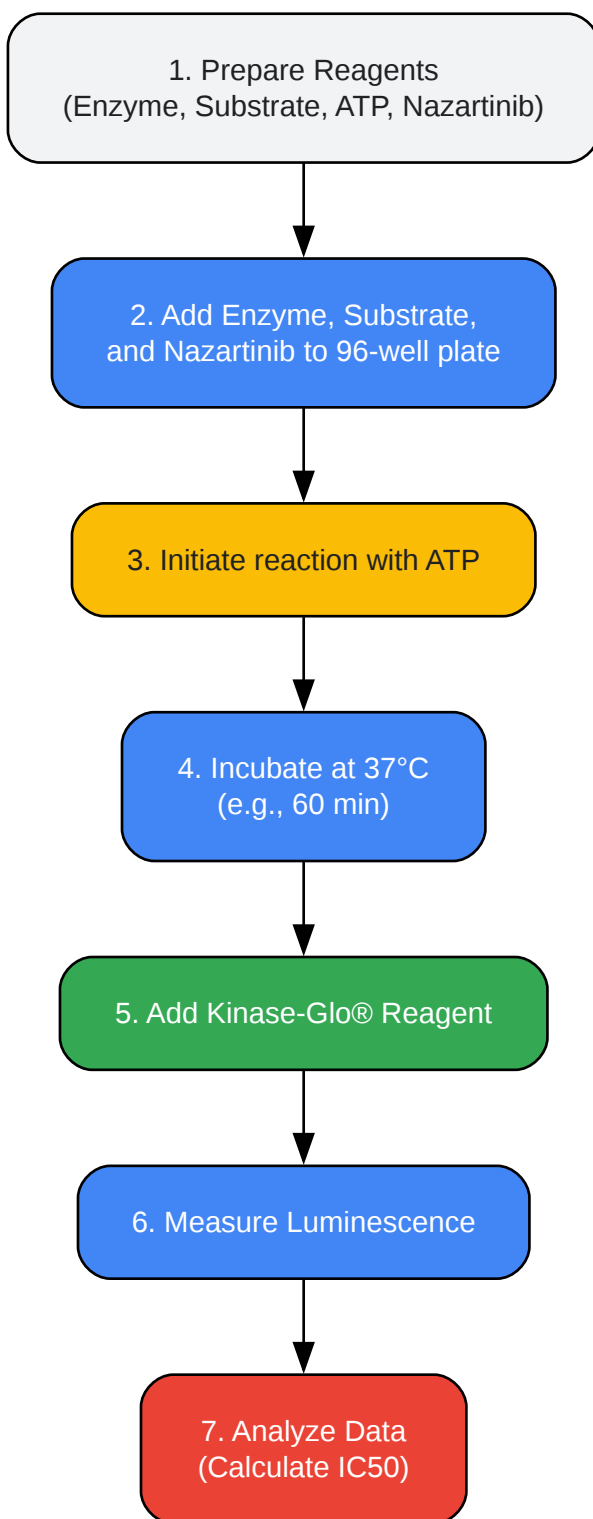 1. Prepare Reagents
(Enzyme, Substrate, ATP, Nazartinib)
2. Add Enzyme, Substrate,
and Nazartinib to 96-well plate
3. Initiate reaction with ATP
4. Incubate at 37°C
(e.g., 60 min)
5. Add Kinase-Glo® Reagent
6. Measure Luminescence
7. Analyze Data
(Calculate IC50)